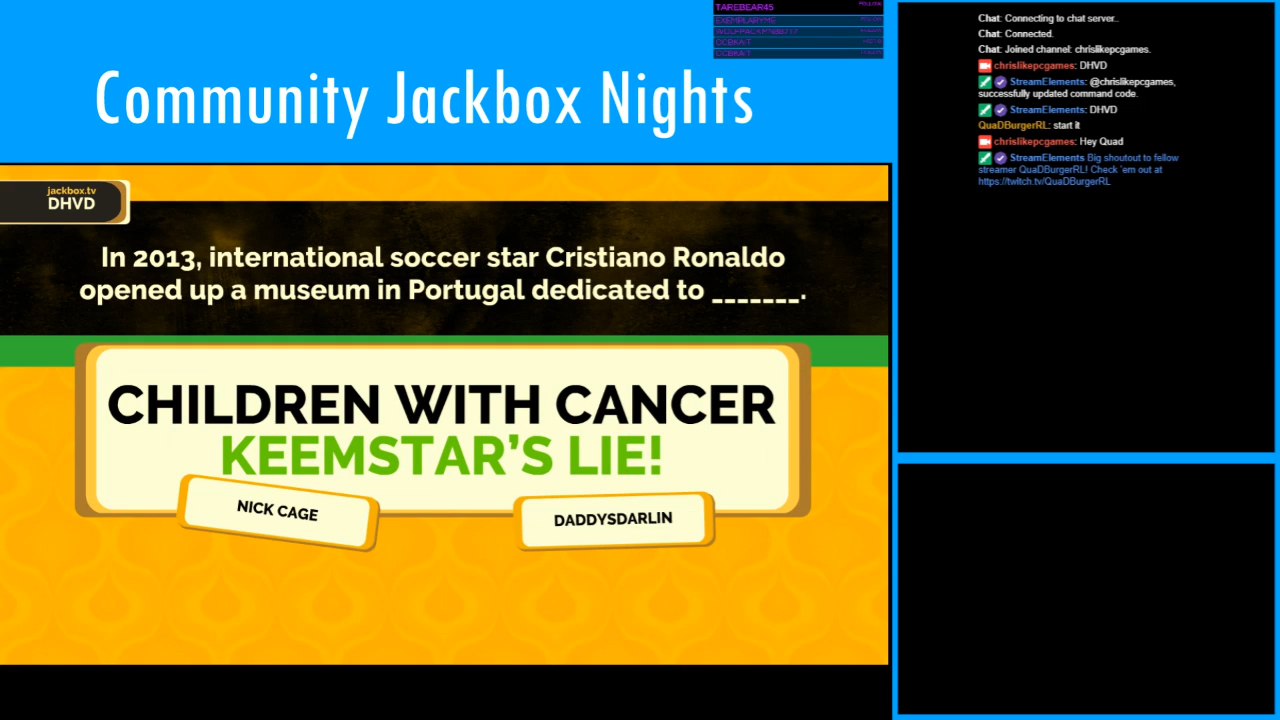 TAREBEAR45
EXEMPLARYME
CCBKAIT
CCBKAIT
Community Jackbox Nights
jackbox.tv
DHVD
In 2013, international soccer star Cristiano Ronaldo
opened up a museum in Portugal dedicated to _______.
CHILDREN WITH CANCER
KEEMSTAR'S LIE!
NICK CAGE
DADDYSDARLIN
Chat: Connecting to chat server..
Chat: Connected.
Chat: Joined channel: chrislikepcgames.
chrislikepcgames: DHVD
StreamElements: @chrislikepcgames,
successfully updated command code.
StreamElements: DHVD
QuaDBurgerRL: start it
chrislikepcgames: Hey Quad
StreamElements Big shoutout to fellow
streamer QuaDBurgerRL! Check 'em out at
https://twitch.tv/QuaDBurgerRL